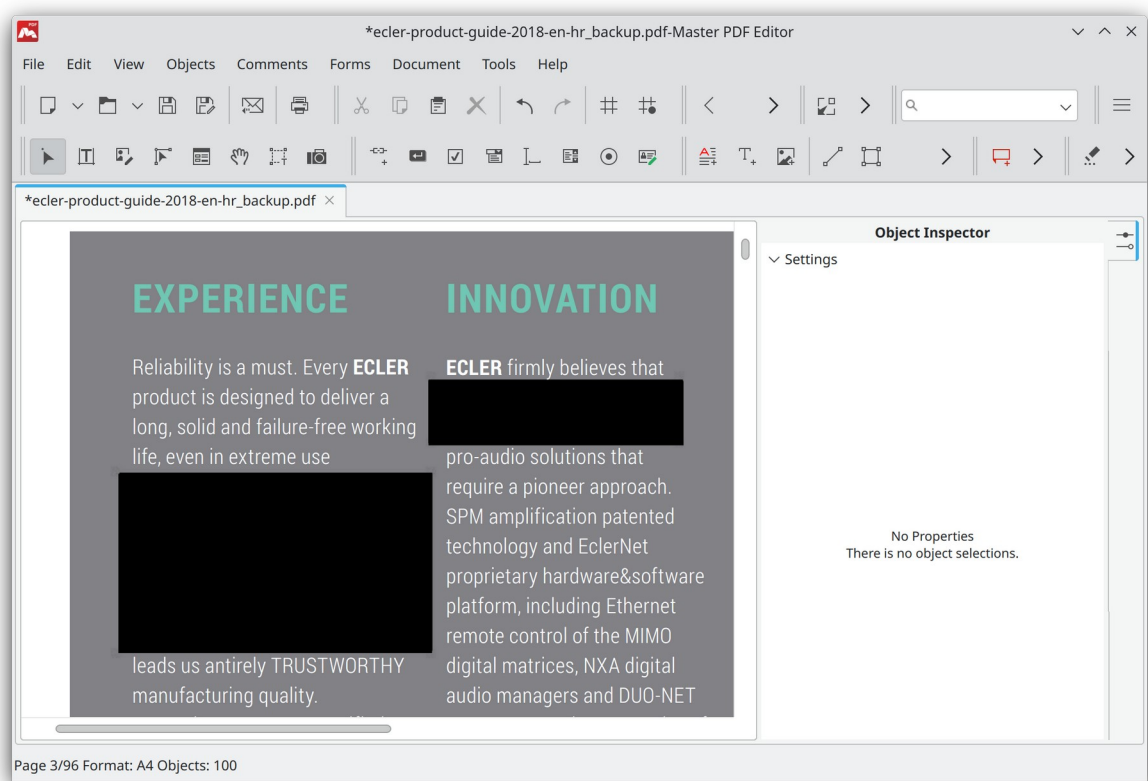 *ecler-product-guide-2018-en-hr_backup.pdf-Master PDF Editor
File Edit View Objects Comments Forms Document Tools Help
*ecler-product-guide-2018-en-hr_backup.pdf
EXPERIENCE
Reliability is a must. Every ECLER
product is designed to deliver a
long, solid and failure-free working
life, even in extreme use
leads us antirely TRUSTWORTHY
manufacturing quality.
INNOVATION
ECLER firmly believes that
pro-audio solutions that
require a pioneer approach.
SPM amplification patented
technology and EclerNet
proprietary hardware&software
platform, including Ethernet
remote control of the MIMO
digital matrices, NXA digital
audio managers and DUO-NET
Object Inspector
Settings
No Properties
There is no object selections.
Page 3/96 Format: A4 Objects: 100